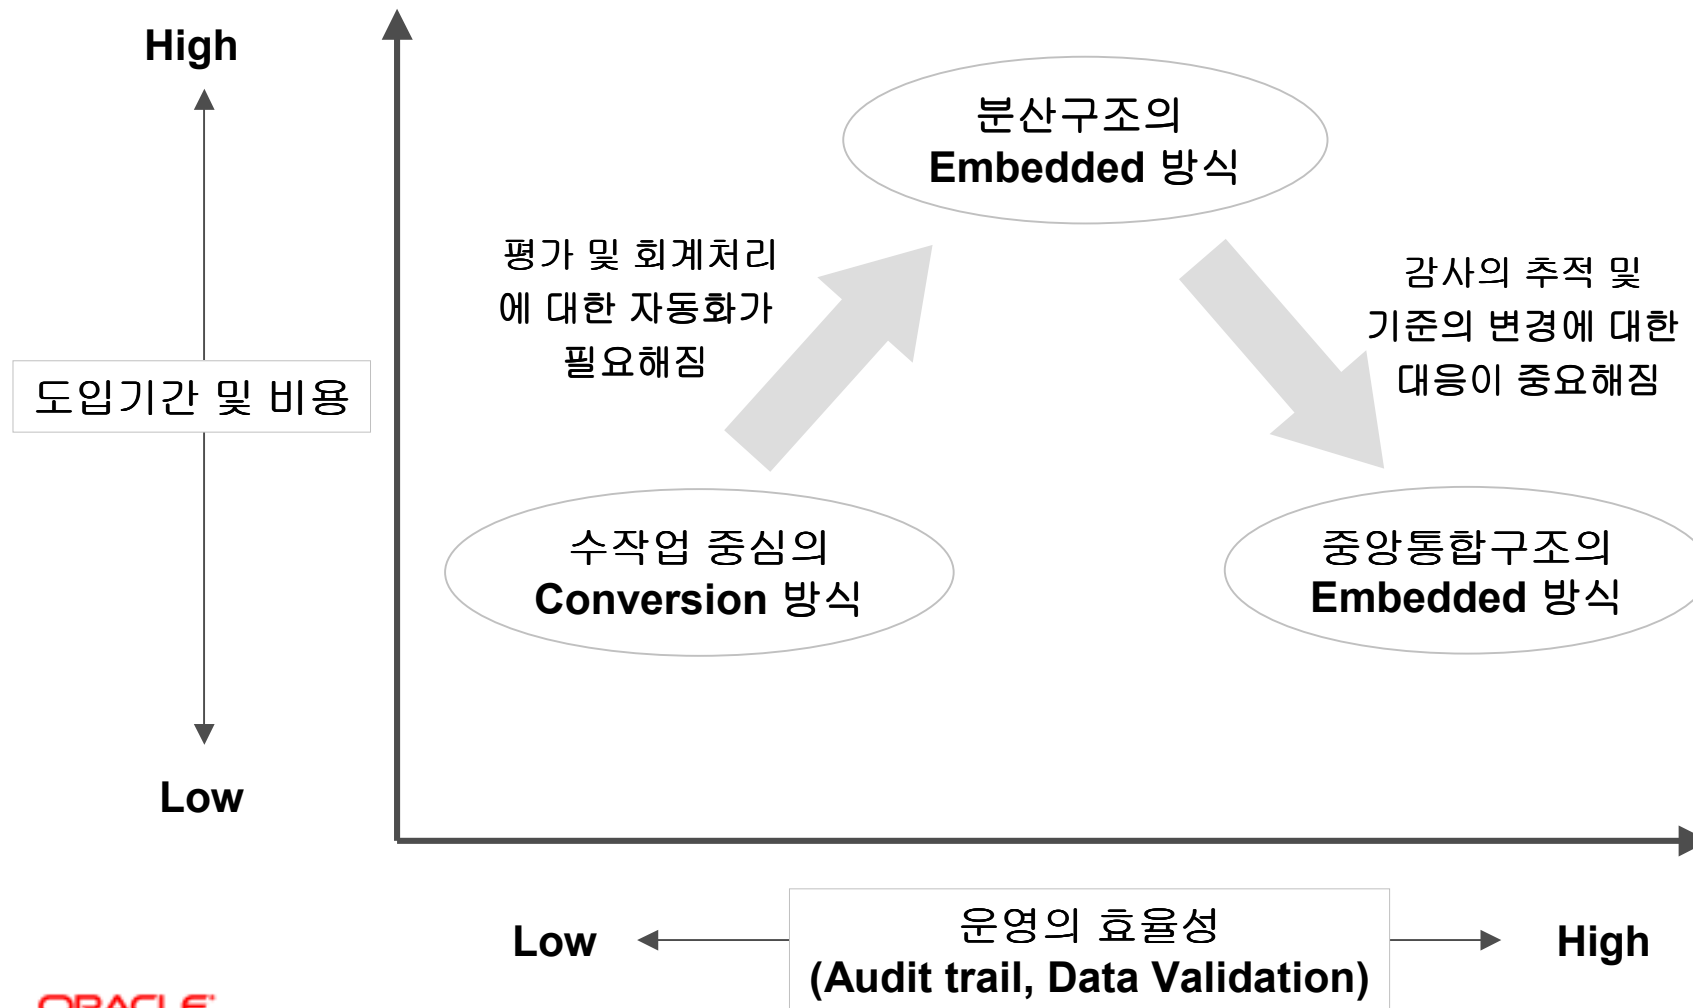 High
분산구조의
Embedded 방식
평가 및 회계처리
에 대한 자동화가
필요해짐
감사의 추적 및
기준의 변경에 대한
대응이 중요해짐
도입기간 및 비용
수작업 중심의
Conversion 방식
중앙통합구조의
Embedded 방식
Low
Low
운영의 효율성
(Audit trail, Data Validation)
High
ORACLE